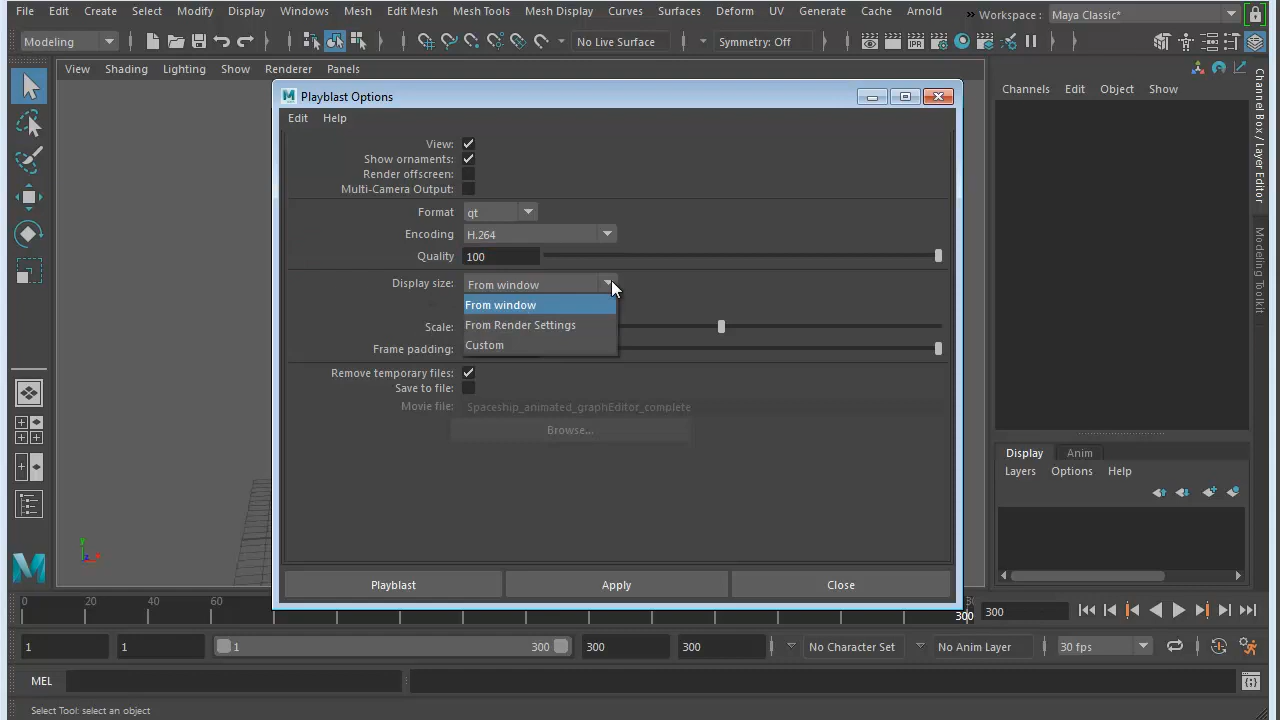 File Edit Create Select Modify Display Windows Mesh Edit Mesh Mesh Tools Mesh Display Curves Surfaces Deform UV Generate Cache Arnold » Workspace : Maya Classic*
Modeling No Live Surface Symmetry: Off
View Shading Lighting Show Renderer Panels
Channels Edit Object Show
Channel Box / Layer Editor
Modeling Toolkit
Attribute Editor
Playblast Options
Edit Help
View:
Show ornaments:
Render offscreen:
Multi-Camera Output:
Format qt
Encoding H.264
Quality 100
Display size: From window
From window
From Render Settings
Custom
Scale:
Frame padding:
Remove temporary files:
Save to file:
Movie file: Spaceship_animated_graphEditor_complete
Browse...
Playblast Apply Close
Display Anim
Layers Options Help
0 20 40 60 300 300
1 1 1 300 300 300 No Character Set No Anim Layer 30 fps
MEL
Select Tool: select an object